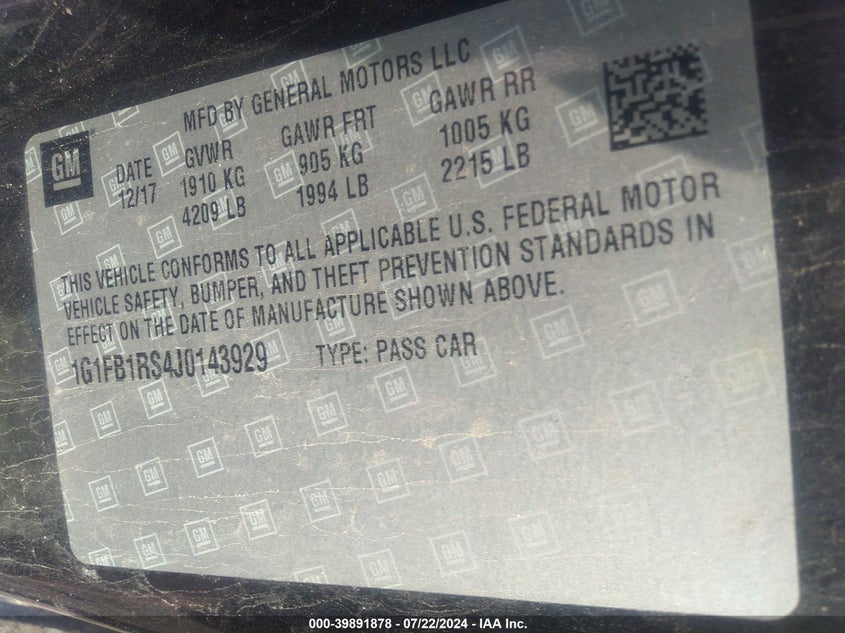 GM
MFD BY GENERAL MOTORS LLC
DATE GVWR GAWR FRT GAWR RR
12/17 1910 KG 905 KG 1005 KG
4209 LB 1994 LB 2215 LB
THIS VEHICLE CONFORMS TO ALL APPLICABLE U.S. FEDERAL MOTOR
VEHICLE SAFETY, BUMPER, AND THEFT PREVENTION STANDARDS IN
EFFECT ON THE DATE OF MANUFACTURE SHOWN ABOVE.
1G1FB1RS4J0143929 TYPE: PASS CAR
000-39891878 - 07/22/2024 - IAA Inc.